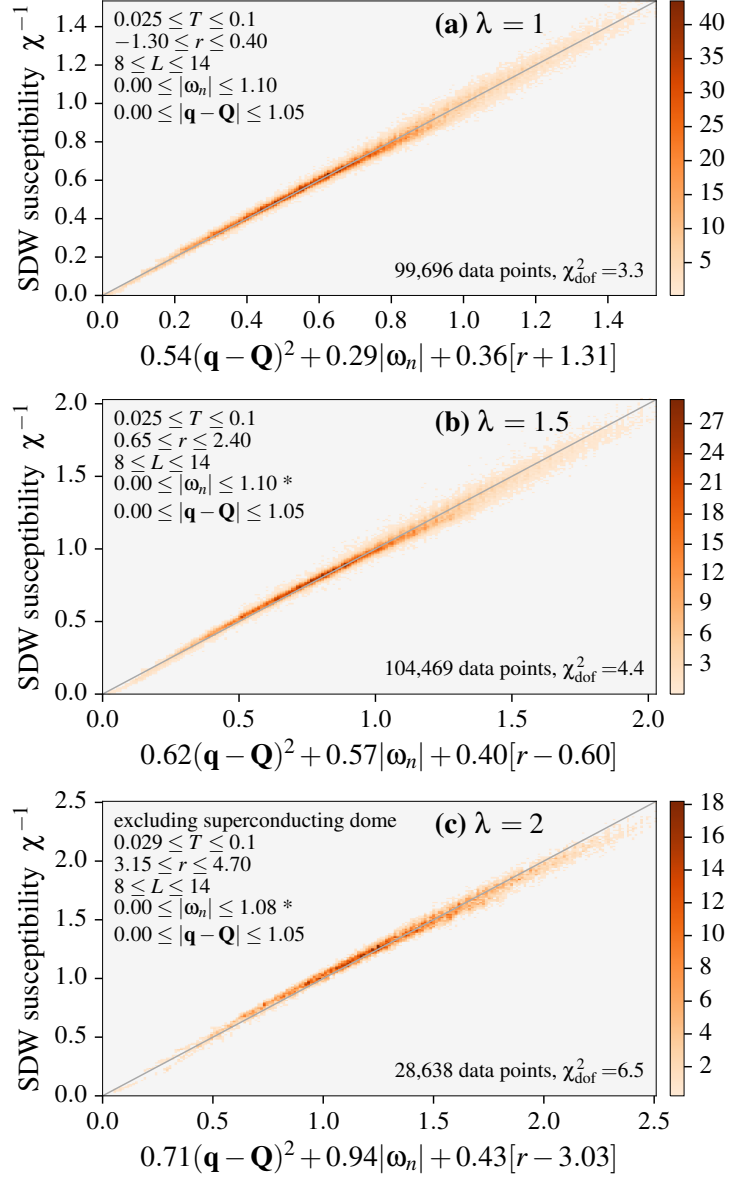 SDW susceptibility χ⁻¹
0.025 ≤ T ≤ 0.1
−1.30 ≤ r ≤ 0.40
8 ≤ L ≤ 14
0.00 ≤ |ωₙ| ≤ 1.10
0.00 ≤ |q − Q| ≤ 1.05
(a) λ = 1
99,696 data points, χ²dof =3.3
1.4
1.2
1.0
0.8
0.6
0.4
0.2
0.0
0.0 0.2 0.4 0.6 0.8 1.0 1.2 1.4
0.54(q − Q)² + 0.29|ωₙ| + 0.36[r + 1.31]
40
35
30
25
20
15
10
5
SDW susceptibility χ⁻¹
0.025 ≤ T ≤ 0.1
0.65 ≤ r ≤ 2.40
8 ≤ L ≤ 14
0.00 ≤ |ωₙ| ≤ 1.10 *
0.00 ≤ |q − Q| ≤ 1.05
(b) λ = 1.5
104,469 data points, χ²dof =4.4
2.0
1.5
1.0
0.5
0.0
0.0 0.5 1.0 1.5 2.0
0.62(q − Q)² + 0.57|ωₙ| + 0.40[r − 0.60]
27
24
21
18
15
12
9
6
3
SDW susceptibility χ⁻¹
excluding superconducting dome
0.029 ≤ T ≤ 0.1
3.15 ≤ r ≤ 4.70
8 ≤ L ≤ 14
0.00 ≤ |ωₙ| ≤ 1.08 *
0.00 ≤ |q − Q| ≤ 1.05
(c) λ = 2
28,638 data points, χ²dof =6.5
2.5
2.0
1.5
1.0
0.5
0.0
0.0 0.5 1.0 1.5 2.0 2.5
0.71(q − Q)² + 0.94|ωₙ| + 0.43[r − 3.03]
18
16
14
12
10
8
6
4
2